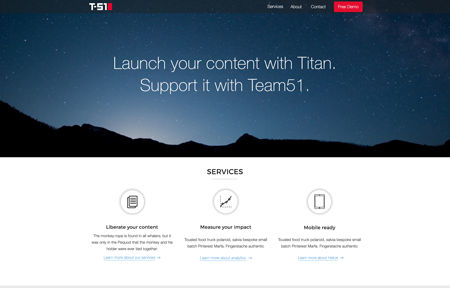 T-51
Services About Contact Free Demo
Launch your content with Titan.
Support it with Team51.
SERVICES
Liberate your content
The monkey-rope is found in all whalers, but it
was only in the Pequod that the monkey and his
holder were ever tied together.
Learn more about our services →
Measure your impact
Trusted food truck polaroid, salvia bespoke small
batch Pinterest Marfa. Fingerstache authentic
Learn more about analytics →
Mobile ready
Trusted food truck polaroid, salvia bespoke small
batch Pinterest Marfa. Fingerstache authentic
Learn more about